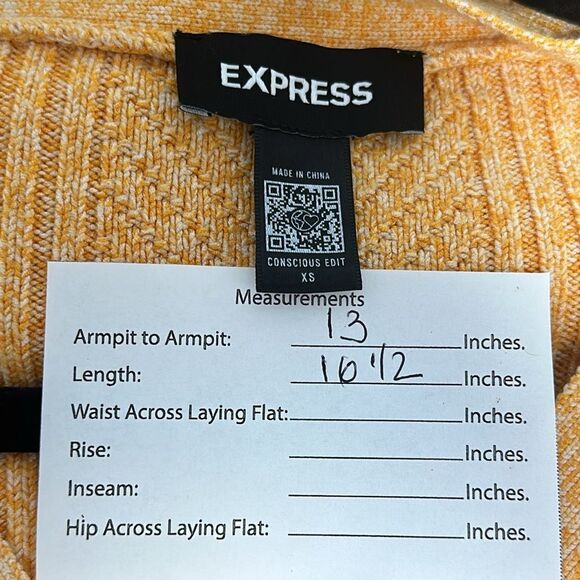 EXPRESS
MADE IN CHINA
CONSCIOUS EDIT
XS
Measurements
Armpit to Armpit: 13 Inches.
Length: 16 1/2 Inches.
Waist Across Laying Flat: Inches.
Rise: Inches.
Inseam: Inches.
Hip Across Laying Flat: Inches.